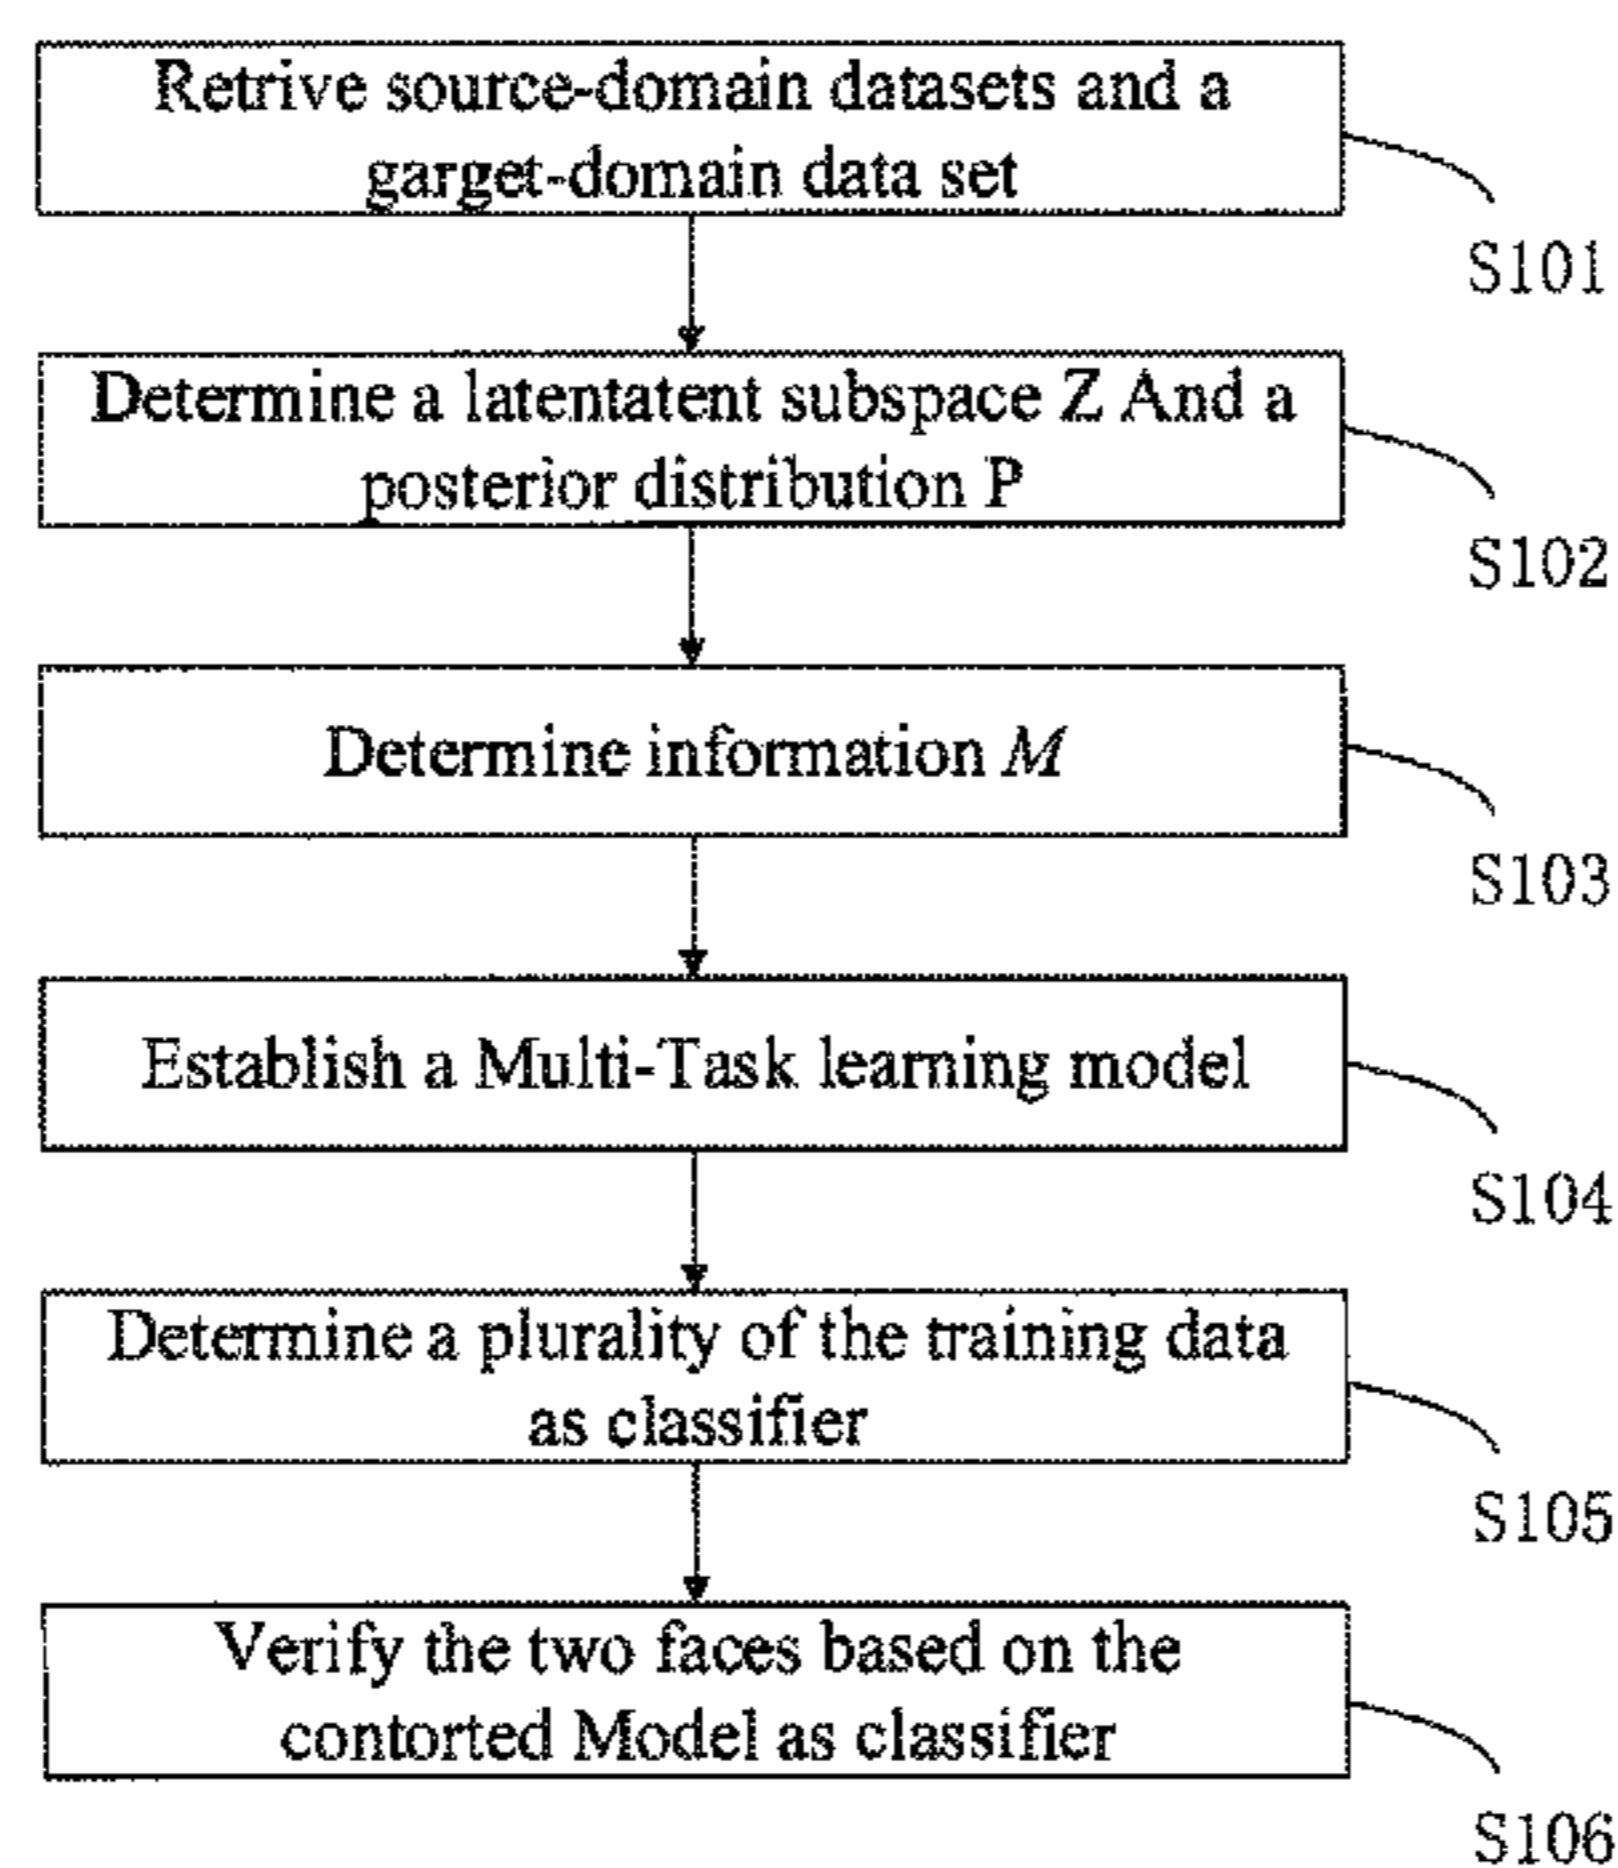 Retrive source-domain datasets and a
garget-domain data set
S101
Determine a latentatent subspace Z And a
posterior distribution P
S102
Determine information M
S103
Establish a Multi-Task learning model
S104
Determine a plurality of the training data
as classifier
S105
Verify the two faces based on the
contorted Model as classifier
S106